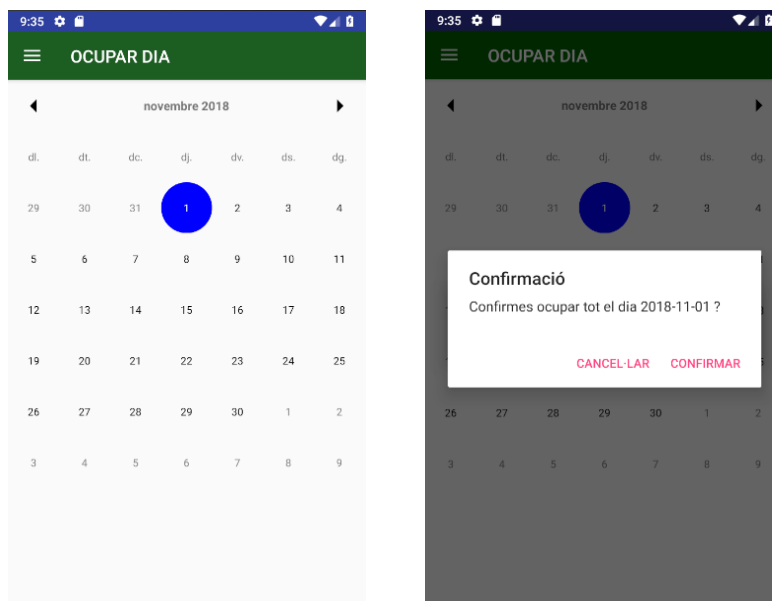 9:35
OCUPAR DIA
novembre 2018
dl. dt. dc. dj. dv. ds. dg.
29 30 31 1 2 3 4
5 6 7 8 9 10 11
12 13 14 15 16 17 18
19 20 21 22 23 24 25
26 27 28 29 30 1 2
3 4 5 6 7 8 9
9:35
OCUPAR DIA
novembre 2018
dl. dt. dc. dj. dv. ds. dg.
29 30 31 1 2 3 4
Confirmació
Confirmes ocupar tot el dia 2018-11-01 ?
CANCEL·LAR CONFIRMAR
26 27 28 29 30 1 2
3 4 5 6 7 8 9